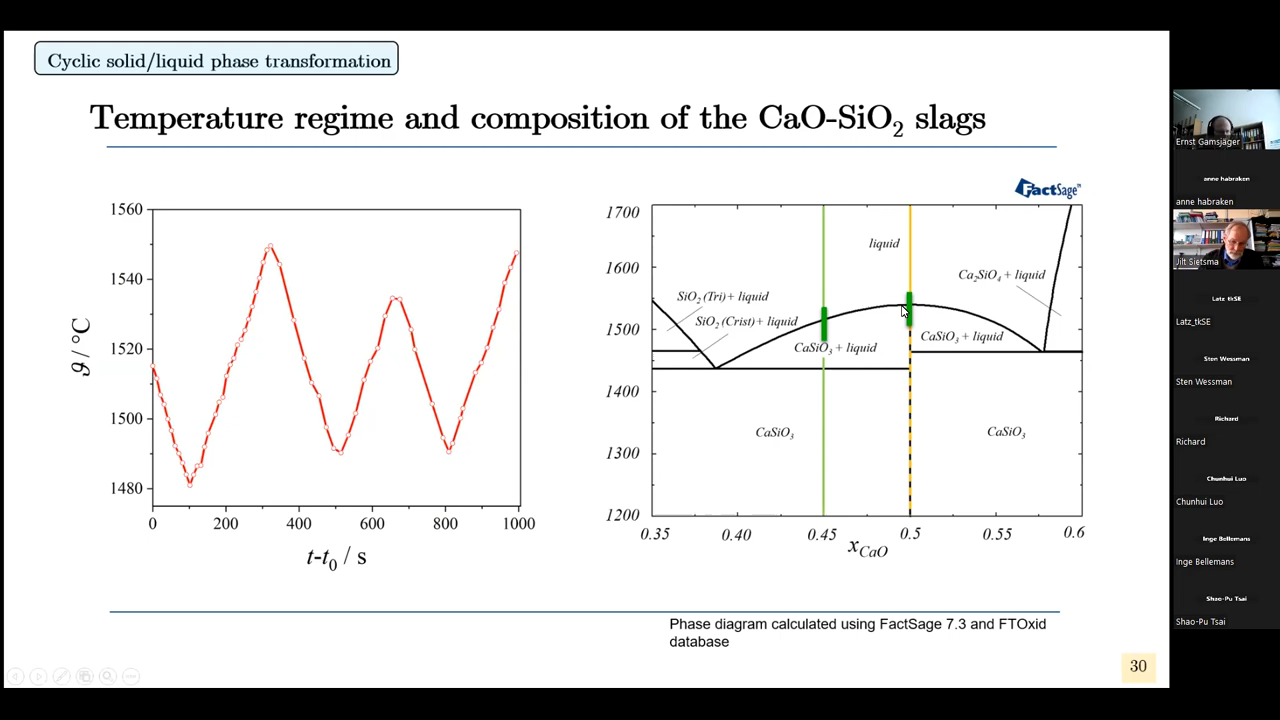 Cyclic solid/liquid phase transformation
Temperature regime and composition of the CaO-SiO₂ slags
1560
1540
1520
1500
1480
0
200
400
600
800
1000
ϑ / °C
t-t₀ / s
FactSage™
1700
1600
1500
1400
1300
1200
0.35
0.40
0.45
0.5
0.55
0.6
xCaO
liquid
Ca₂SiO₄ + liquid
SiO₂ (Tri)+ liquid
SiO₂ (Crist)+ liquid
CaSiO₃ + liquid
CaSiO₃ + liquid
CaSiO₃
CaSiO₃
Phase diagram calculated using FactSage 7.3 and FTOxid
database
30
Ernst Gamsjäger
anne habraken
anne habraken
Jilt Sietsma
Latz_tkSE
Latz_tkSE
Sten Wessman
Sten Wessman
Richard
Richard
Chunhui Luo
Chunhui Luo
Inge Bellemans
Inge Bellemans
Shao-Pu Tsai
Shao-Pu Tsai